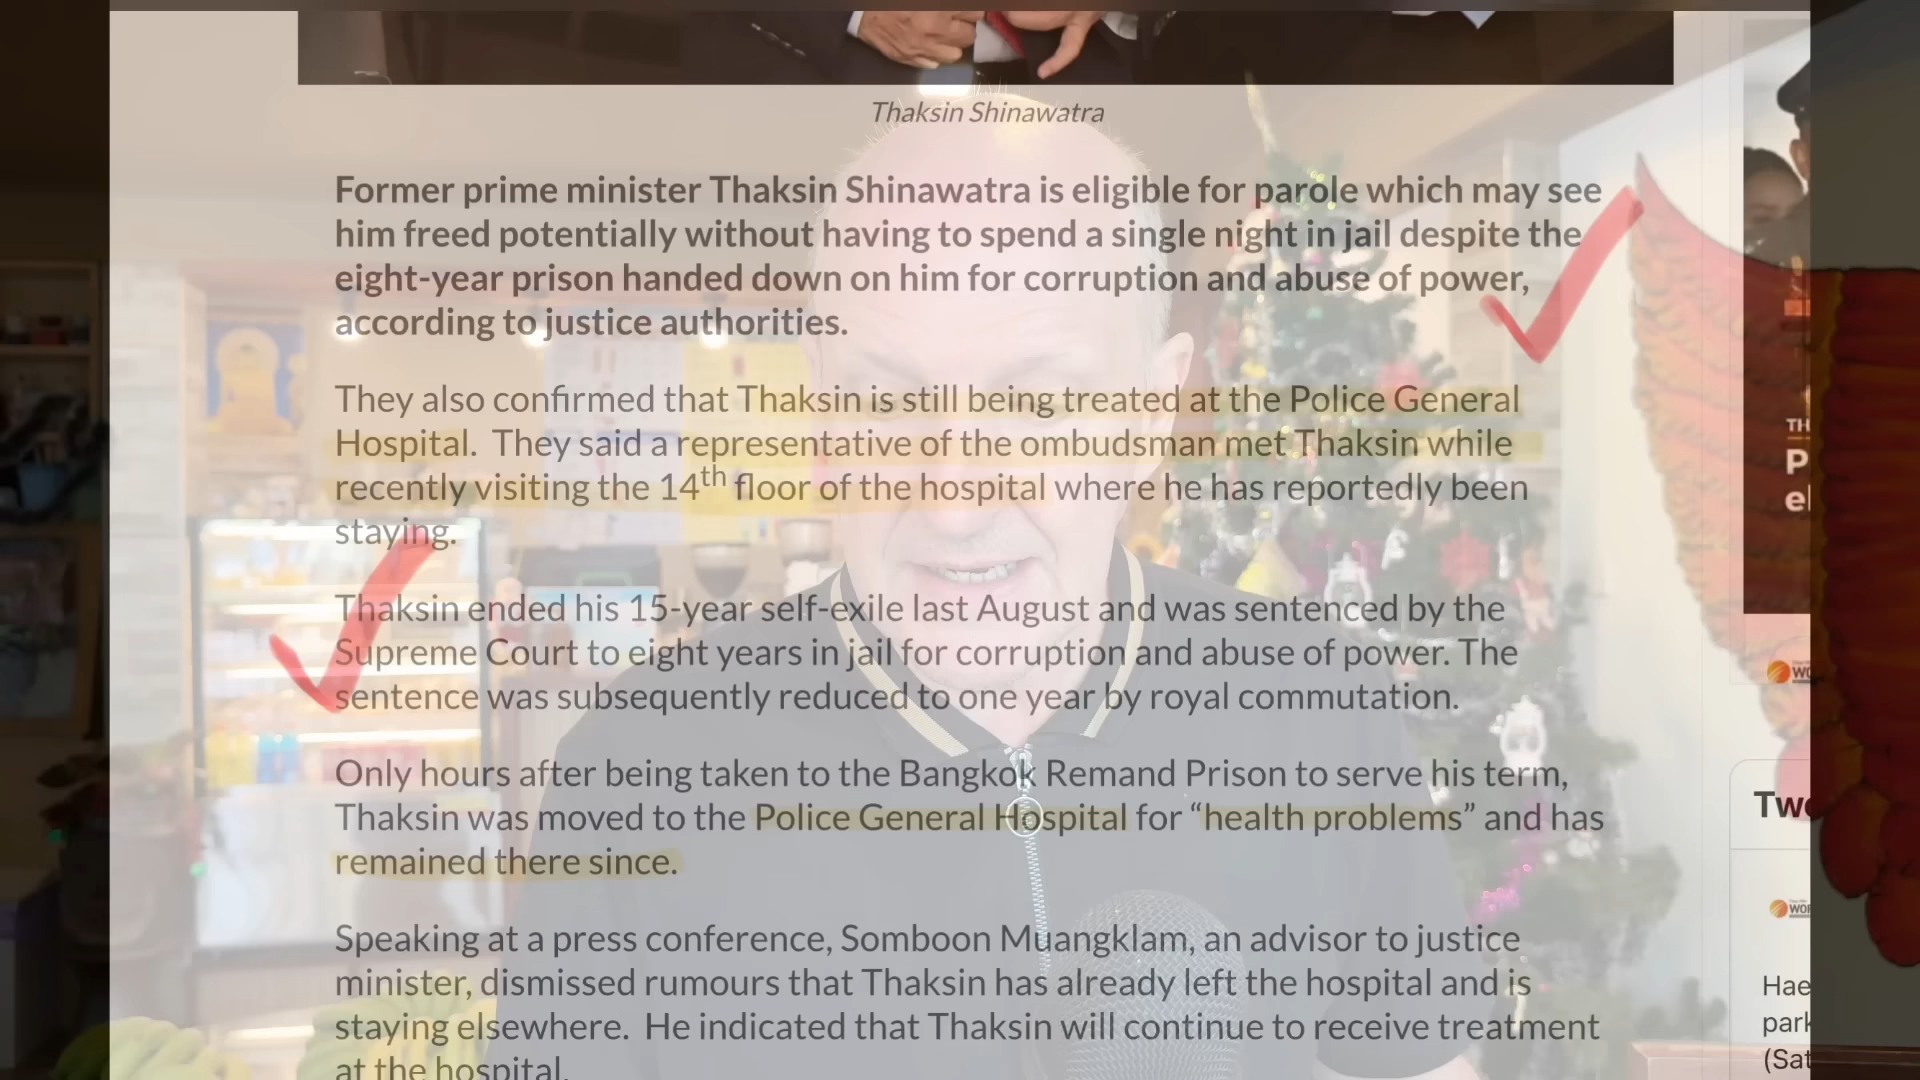 Thaksin Shinawatra
Former prime minister Thaksin Shinawatra is eligible for parole which may see
him freed potentially without having to spend a single night in jail despite the
eight-year prison handed down on him for corruption and abuse of power,
according to justice authorities.
They also confirmed that Thaksin is still being treated at the Police General
Hospital. They said a representative of the ombudsman met Thaksin while
recently visiting the 14th floor of the hospital where he has reportedly been
staying.
Thaksin ended his 15-year self-exile last August and was sentenced by the
Supreme Court to eight years in jail for corruption and abuse of power. The
sentence was subsequently reduced to one year by royal commutation.
Only hours after being taken to the Bangkok Remand Prison to serve his term,
Thaksin was moved to the Police General Hospital for “health problems” and has
remained there since.
Speaking at a press conference, Somboon Muangklam, an advisor to justice
minister, dismissed rumours that Thaksin has already left the hospital and is
staying elsewhere. He indicated that Thaksin will continue to receive treatment
at the hospital.
TH
P
el
WO
Two
WOR
Hae
park
(Sat